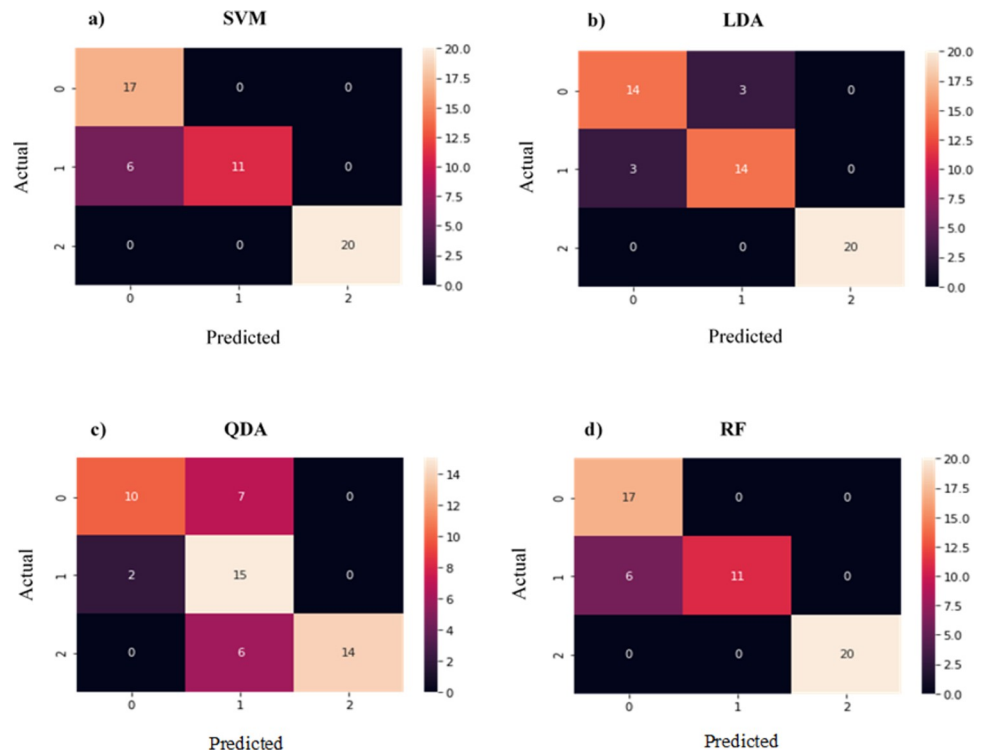 a) SVM
17 0 0 20.0
17.5
15.0
12.5
10.0
7.5
5.0
2.5
0.0
0
6 11 0
1
0 0 20
2
0 1 2
Actual
Predicted
b) LDA
14 3 0 20.0
17.5
15.0
12.5
10.0
7.5
5.0
2.5
0.0
0
3 14 0
1
0 0 20
2
0 1 2
Actual
Predicted
c) QDA
10 7 0 14
12
10
8
6
4
2
0
0
2 15 0
1
0 6 14
2
0 1 2
Actual
Predicted
d) RF
17 0 0 20.0
17.5
15.0
12.5
10.0
7.5
5.0
2.5
0.0
0
6 11 0
1
0 0 20
2
0 1 2
Actual
Predicted